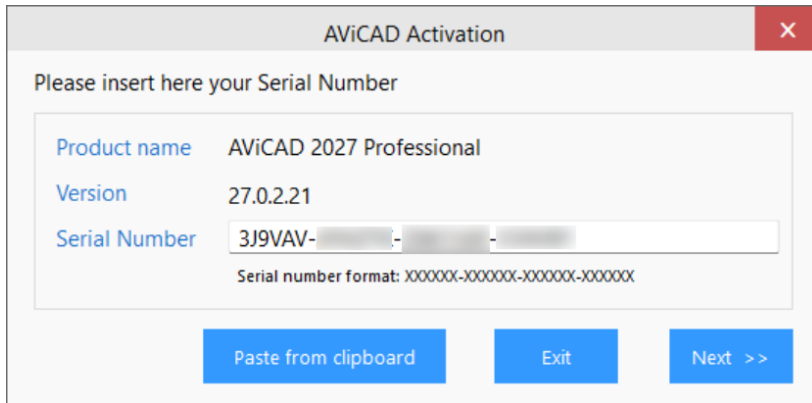 AViCAD Activation
Please insert here your Serial Number
Product name AViCAD 2027 Professional
Version 27.0.2.21
Serial Number 3J9VAV-
Serial number format: XXXXXX-XXXXXX-XXXXXX-XXXXXX
Paste from clipboard Exit Next >>